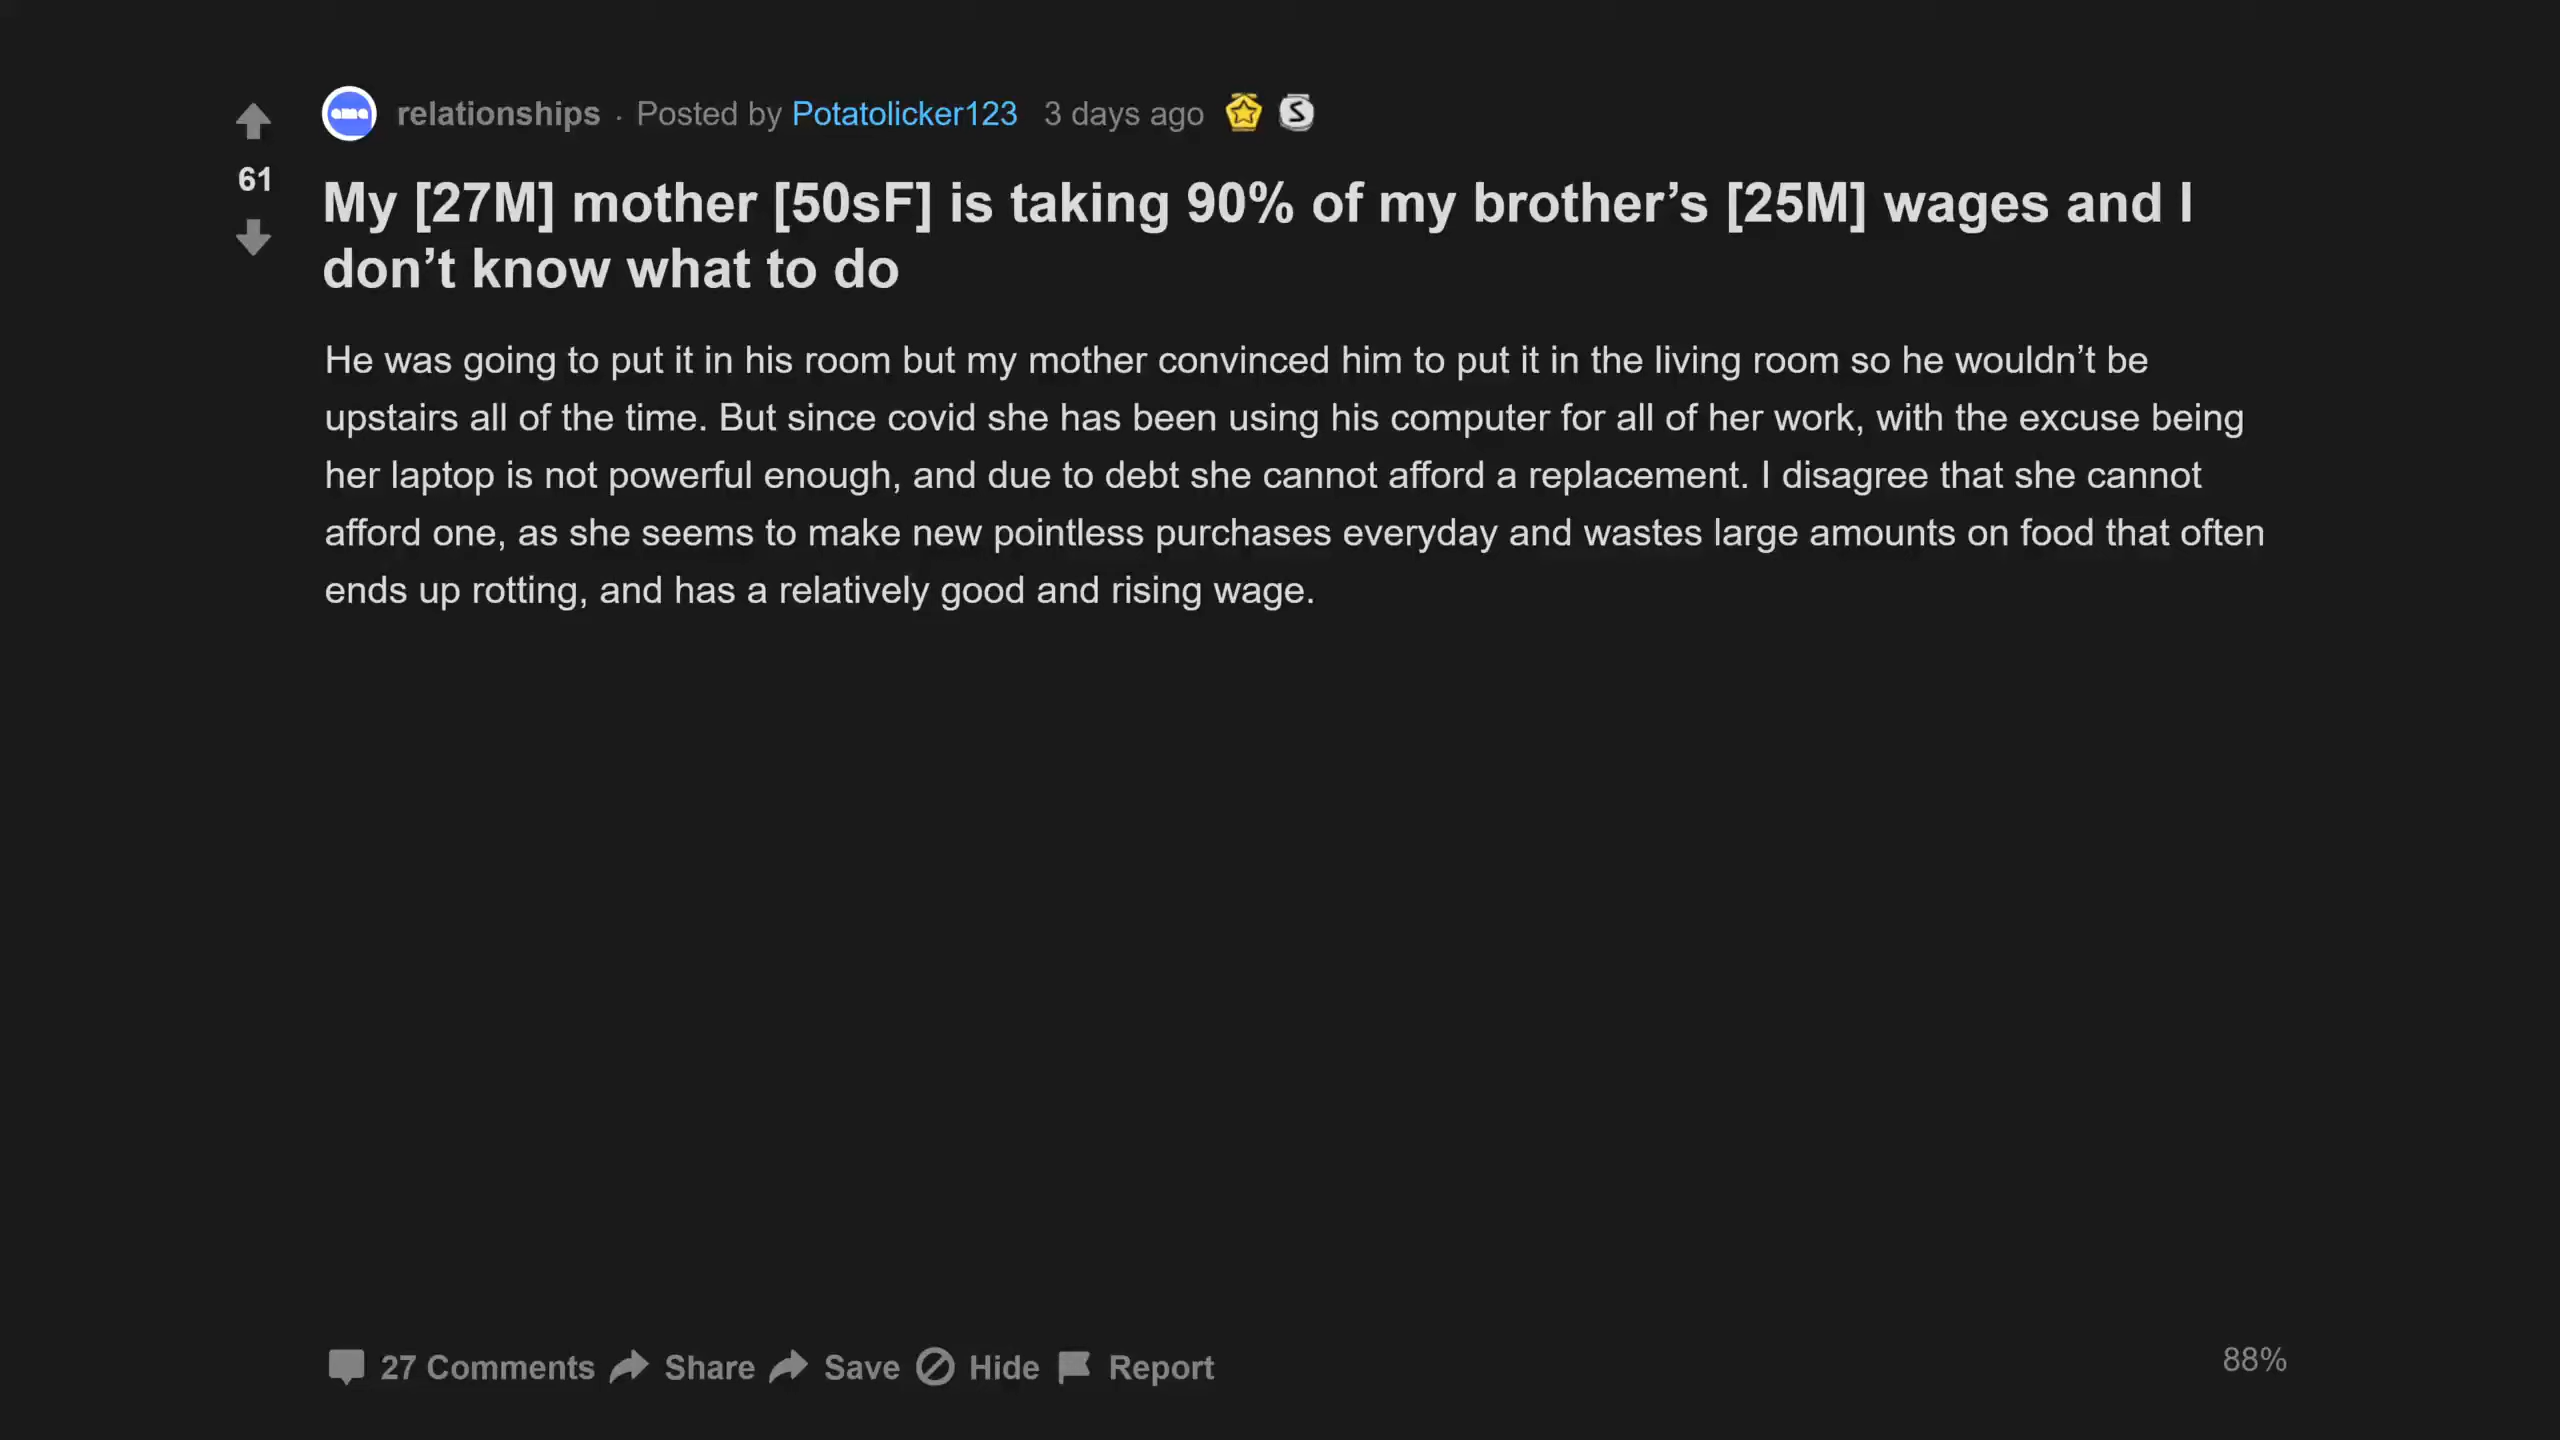 relationships · Posted by Potatolicker123 3 days ago
61
My [27M] mother [50sF] is taking 90% of my brother’s [25M] wages and I
don’t know what to do
He was going to put it in his room but my mother convinced him to put it in the living room so he wouldn’t be
upstairs all of the time. But since covid she has been using his computer for all of her work, with the excuse being
her laptop is not powerful enough, and due to debt she cannot afford a replacement. I disagree that she cannot
afford one, as she seems to make new pointless purchases everyday and wastes large amounts on food that often
ends up rotting, and has a relatively good and rising wage.
27 Comments Share Save Hide Report
88%